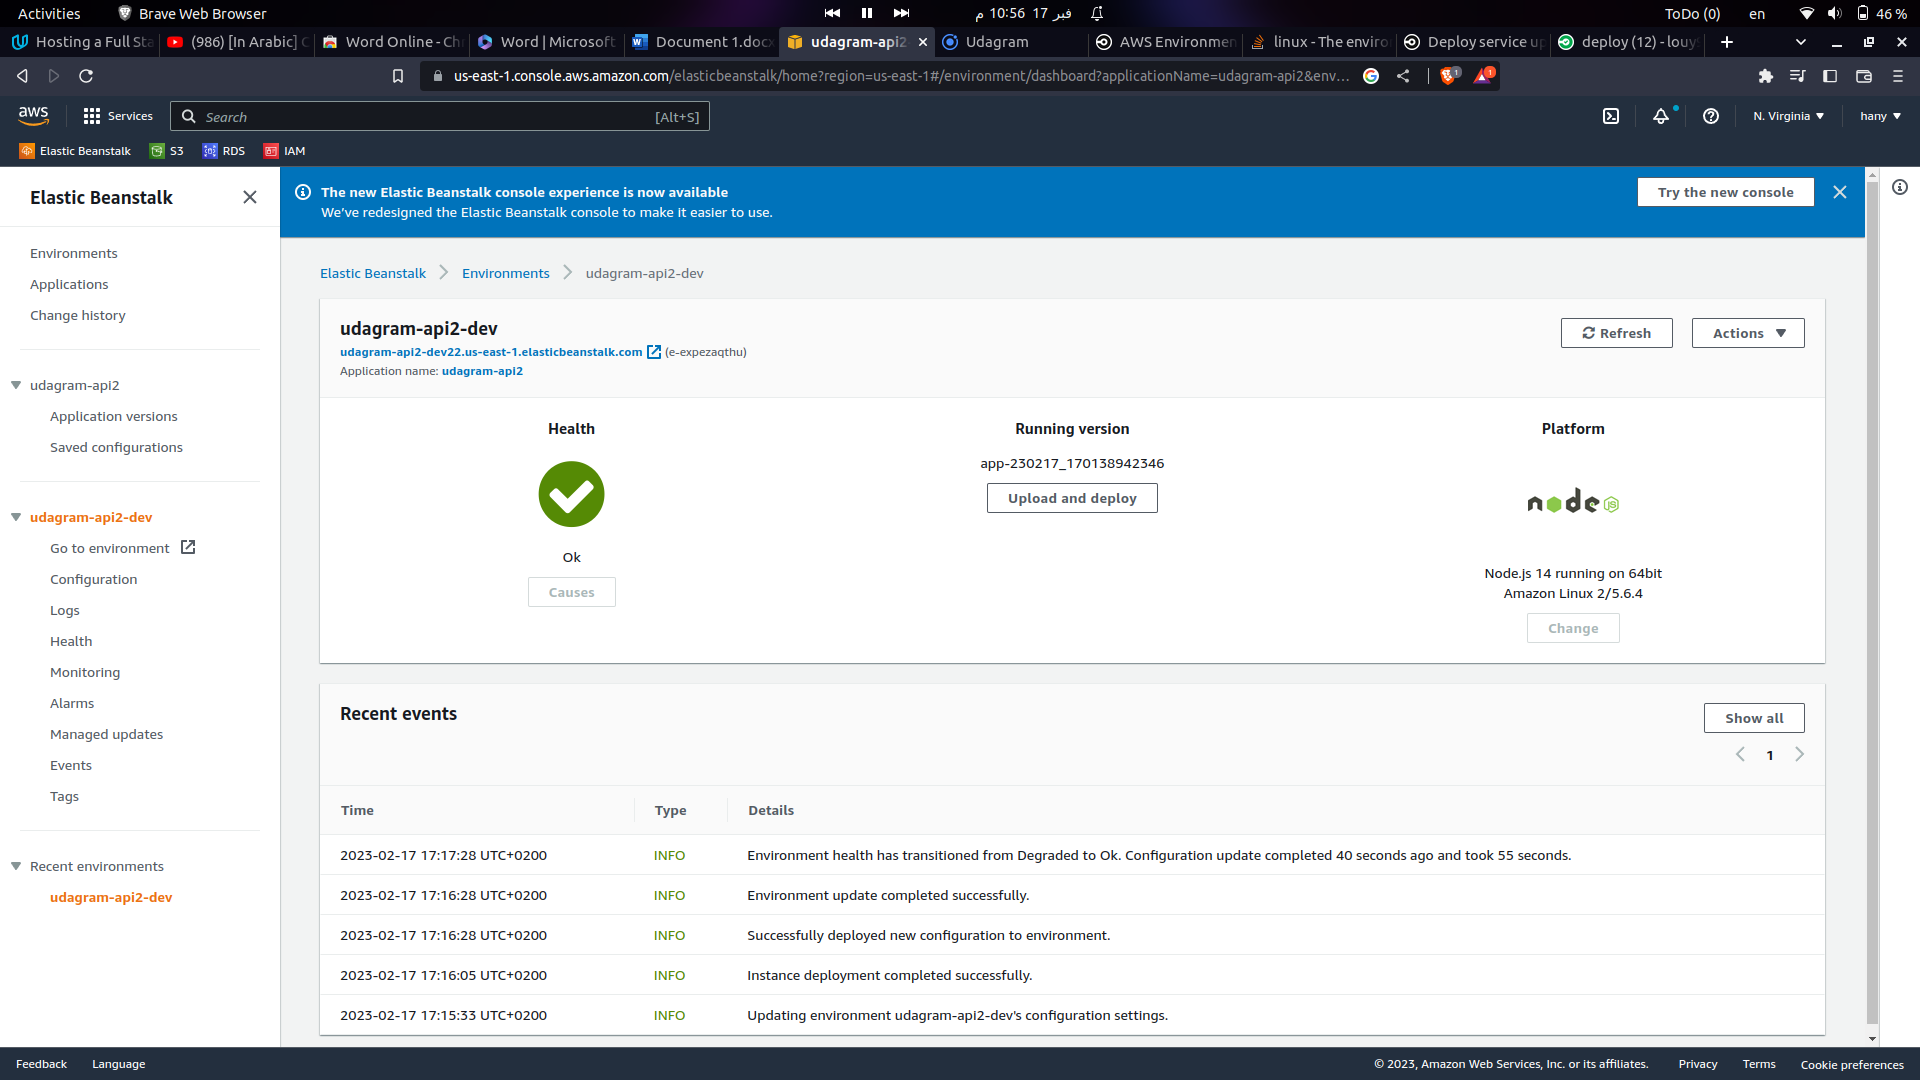 Activities
Brave Web Browser
فبر 17 10:56 م
ToDo (0)
en
46 %
Hosting a Full Sta
(986) [In Arabic] C
Word Online - Ch
Word | Microsoft
Document 1.docx
udagram-api2
Udagram
AWS Environmen
linux - The enviro
Deploy service up
deploy (12) - louy
us-east-1.console.aws.amazon.com/elasticbeanstalk/home?region=us-east-1#/environment/dashboard?applicationName=udagram-api2&env...
1
1
aws
Services
Search
[Alt+S]
N. Virginia
hany
Elastic Beanstalk
S3
RDS
IAM
Elastic Beanstalk
Environments
Applications
Change history
udagram-api2
Application versions
Saved configurations
udagram-api2-dev
Go to environment
Configuration
Logs
Health
Monitoring
Alarms
Managed updates
Events
Tags
Recent environments
udagram-api2-dev
The new Elastic Beanstalk console experience is now available
We've redesigned the Elastic Beanstalk console to make it easier to use.
Try the new console
Elastic Beanstalk
Environments
udagram-api2-dev
udagram-api2-dev
udagram-api2-dev22.us-east-1.elasticbeanstalk.com (e-expezaqthu)
Application name: udagram-api2
Refresh
Actions
Health
Ok
Causes
Running version
app-230217_170138942346
Upload and deploy
Platform
node JS
Node.js 14 running on 64bit
Amazon Linux 2/5.6.4
Change
Recent events
Show all
1
Time Type Details
2023-02-17 17:17:28 UTC+0200 INFO Environment health has transitioned from Degraded to Ok. Configuration update completed 40 seconds ago and took 55 seconds.
2023-02-17 17:16:28 UTC+0200 INFO Environment update completed successfully.
2023-02-17 17:16:28 UTC+0200 INFO Successfully deployed new configuration to environment.
2023-02-17 17:16:05 UTC+0200 INFO Instance deployment completed successfully.
2023-02-17 17:15:33 UTC+0200 INFO Updating environment udagram-api2-dev's configuration settings.
Feedback
Language
© 2023, Amazon Web Services, Inc. or its affiliates.
Privacy
Terms
Cookie preferences